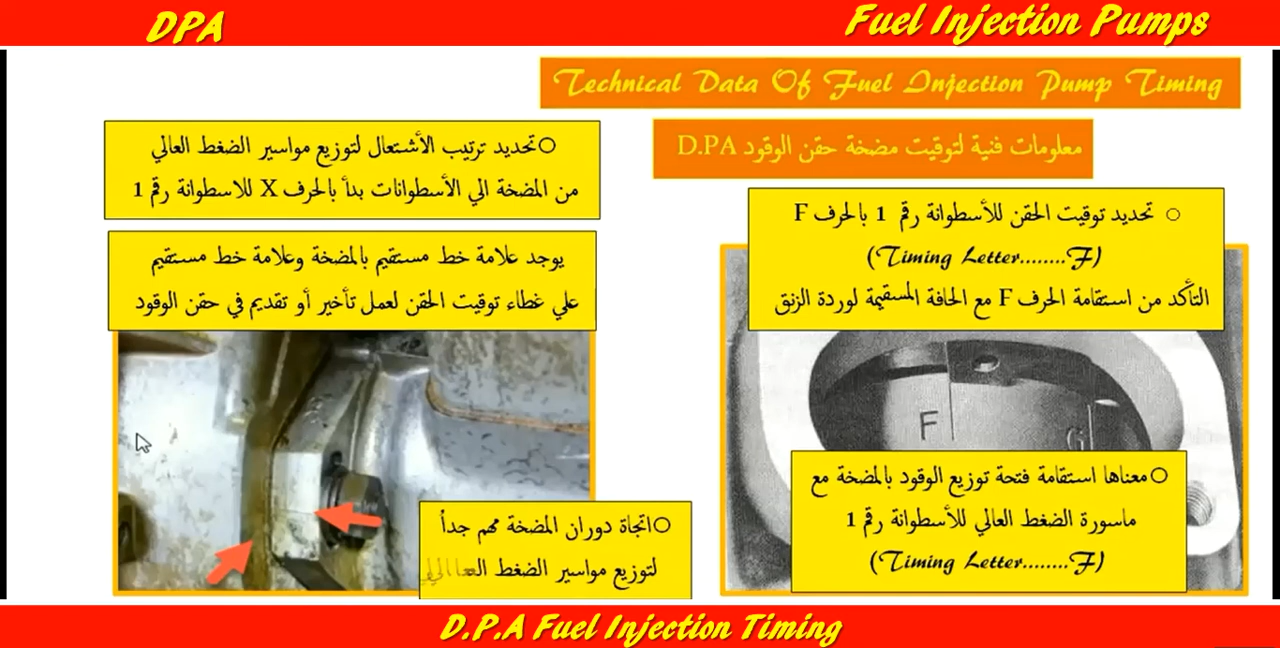 DPA
Fuel Injection Pumps
Technical Data Of Fuel Injection Pump Timing
معلومات فنية لتوقيت مضخة حقن الوقود D.PA
تحديد توقيت الحقن للأسطوانة رقم 1 بالحرف F
(Timing Letter........F)
التأكد من استقامة الحرف F مع الحافة المسقيمة لوردة الزنق
تحديد ترتيب الأشتعال لتوزيع مواسير الضغط العالي
من المضخة الي الأسطوانات بدأ بالحرف X للاسطوانة رقم 1
يوجد علامة خط مستقيم بالمضخة وعلامة خط مستقيم
علي غطاء توقيت الحقن لعمل تأخير أو تقديم في حقن الوقود
F
G
معناها استقامة فتحة توزيع الوقود بالمضخة مع
ماسورة الضغط العالي للأسطوانة رقم 1
(Timing Letter........F)
اتجاة دوران المضخة مهم جداً
لتوزيع مواسير الضغط
D.P.A Fuel Injection Timing